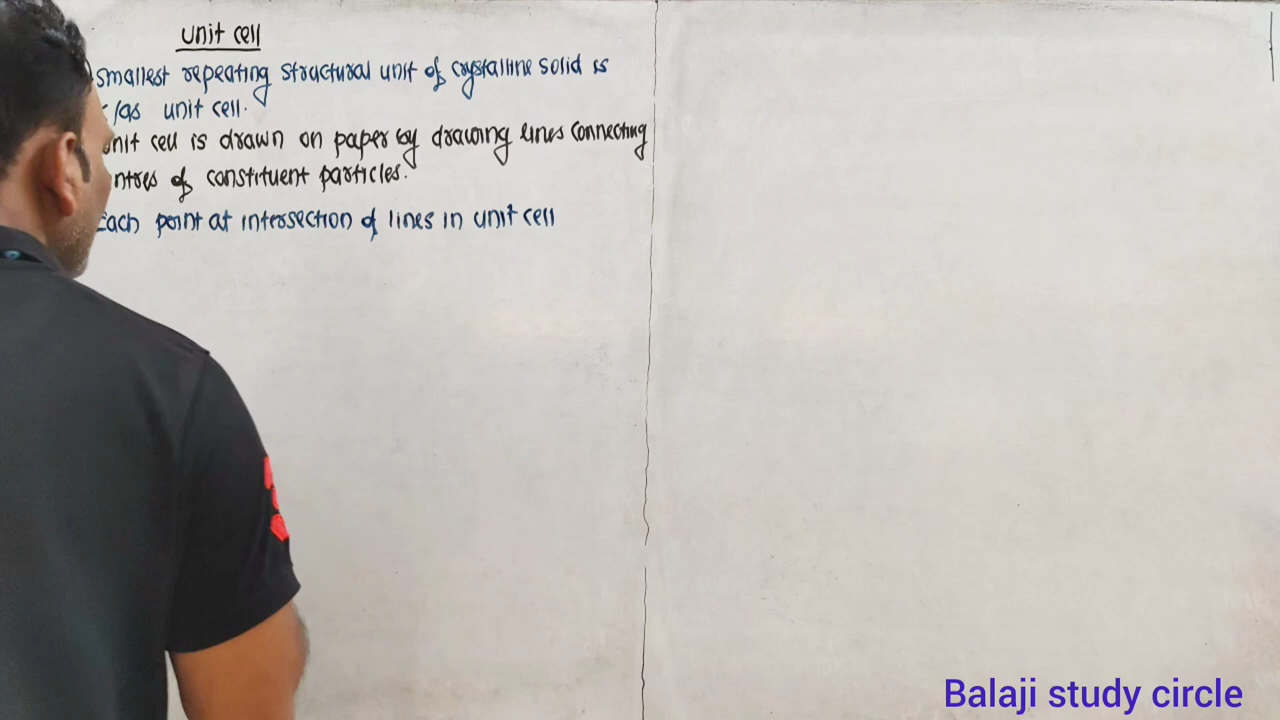 unit cell
smallest repeating structural unit of crystalline solid is
/as unit cell.
unit cell is drawn on paper by drawing lines connecting
ntres of constituent particles.
Each point at intersection of lines in unit cell
Balaji study circle